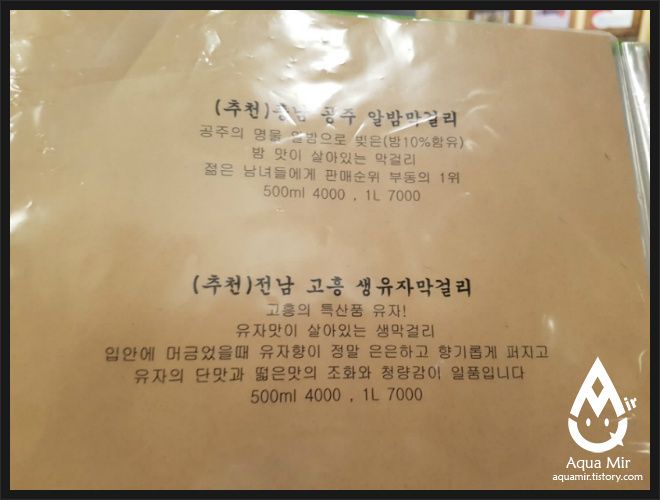 (추천)충남 공주 알밤막걸리
공주의 명물 알밤으로 빚은(밤10%함유)
밤 맛이 살아있는 막걸리
젊은 남녀들에게 판매순위 부동의 1위
500ml 4000 , 1L 7000
(추천)전남 고흥 생유자막걸리
고흥의 특산품 유자!
유자맛이 살아있는 생막걸리
입안에 머금었을때 유자향이 정말 은은하고 향기롭게 퍼지고
유자의 단맛과 떫은맛의 조화와 청량감이 일품입니다
500ml 4000 , 1L 7000
ir
Aqua Mir
aquamir.tistory.com